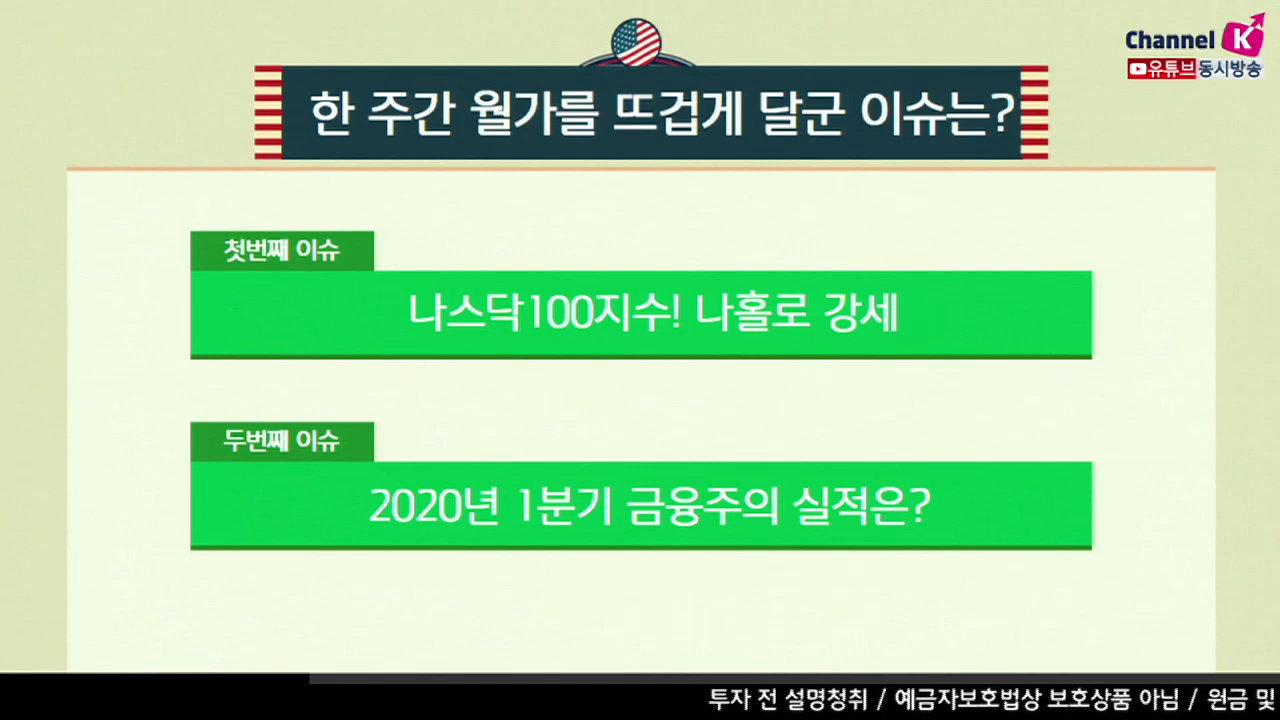 Channel K
유튜브동시방송
한 주간 월가를 뜨겁게 달군 이슈는?
첫번째 이슈
나스닥100지수! 나홀로 강세
두번째 이슈
2020년 1분기 금융주의 실적은?
투자 전 설명청취 / 예금자보호법상 보호상품 아님 / 원금 및